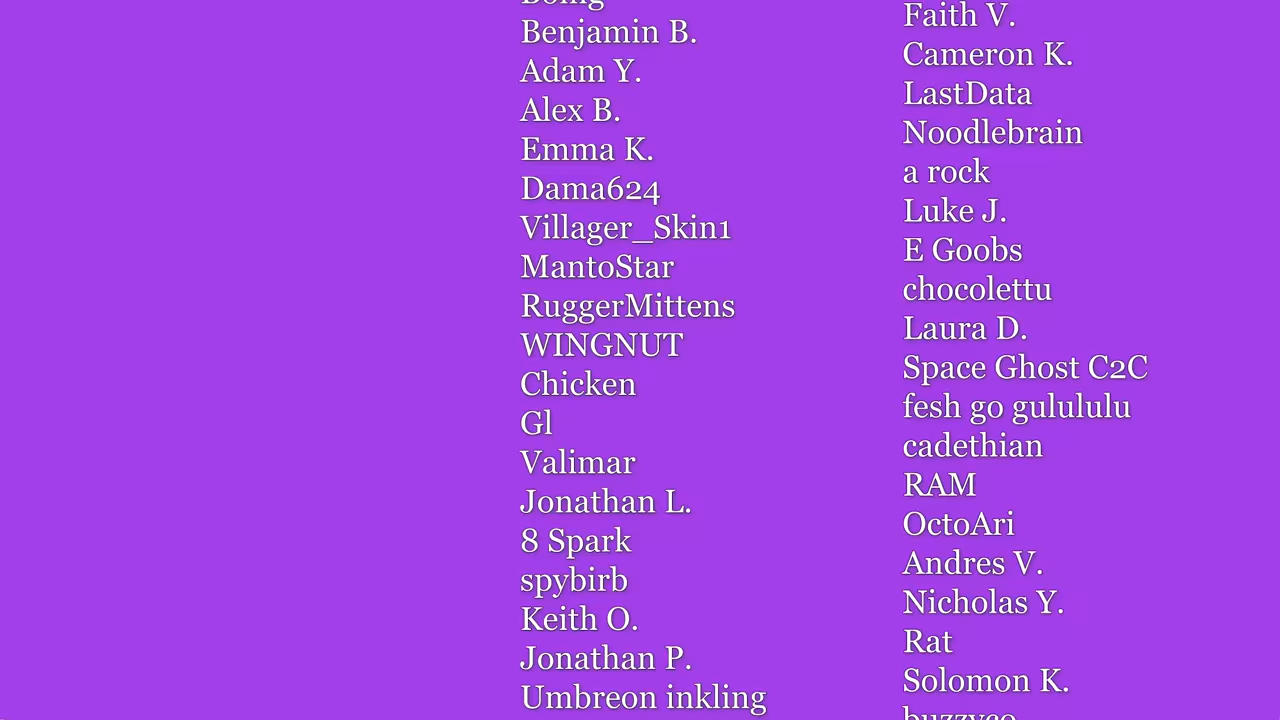 Benjamin B.
Adam Y.
Alex B.
Emma K.
Dama624
Villager_Skin1
MantoStar
RuggerMittens
WINGNUT
Chicken
Gl
Valimar
Jonathan L.
8 Spark
spybirb
Keith O.
Jonathan P.
Umbreon inkling
Faith V.
Cameron K.
LastData
Noodlebrain
a rock
Luke J.
E Goobs
chocolettu
Laura D.
Space Ghost C2C
fesh go gulululu
cadethian
RAM
OctoAri
Andres V.
Nicholas Y.
Rat
Solomon K.